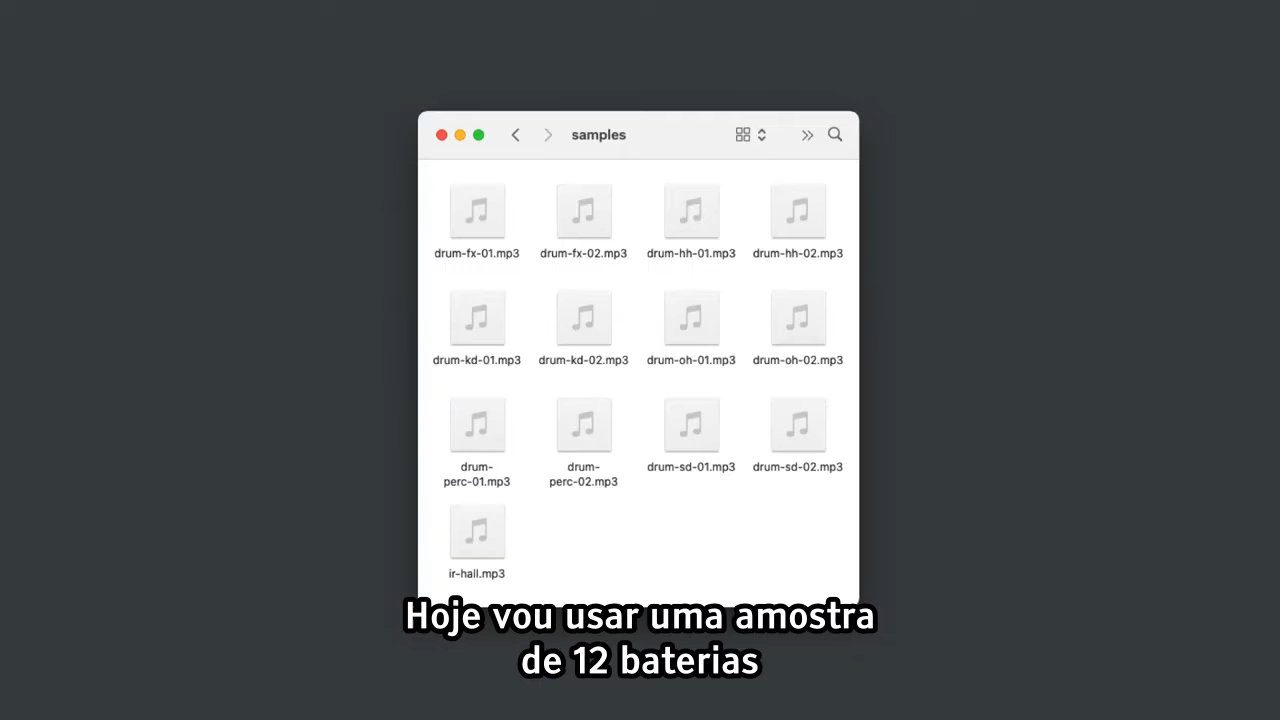 samples
drum-fx-01.mp3
drum-fx-02.mp3
drum-hh-01.mp3
drum-hh-02.mp3
drum-kd-01.mp3
drum-kd-02.mp3
drum-oh-01.mp3
drum-oh-02.mp3
drum-
perc-01.mp3
drum-
perc-02.mp3
drum-sd-01.mp3
drum-sd-02.mp3
ir-hall.mp3
Hoje vou usar uma amostra
de 12 baterias